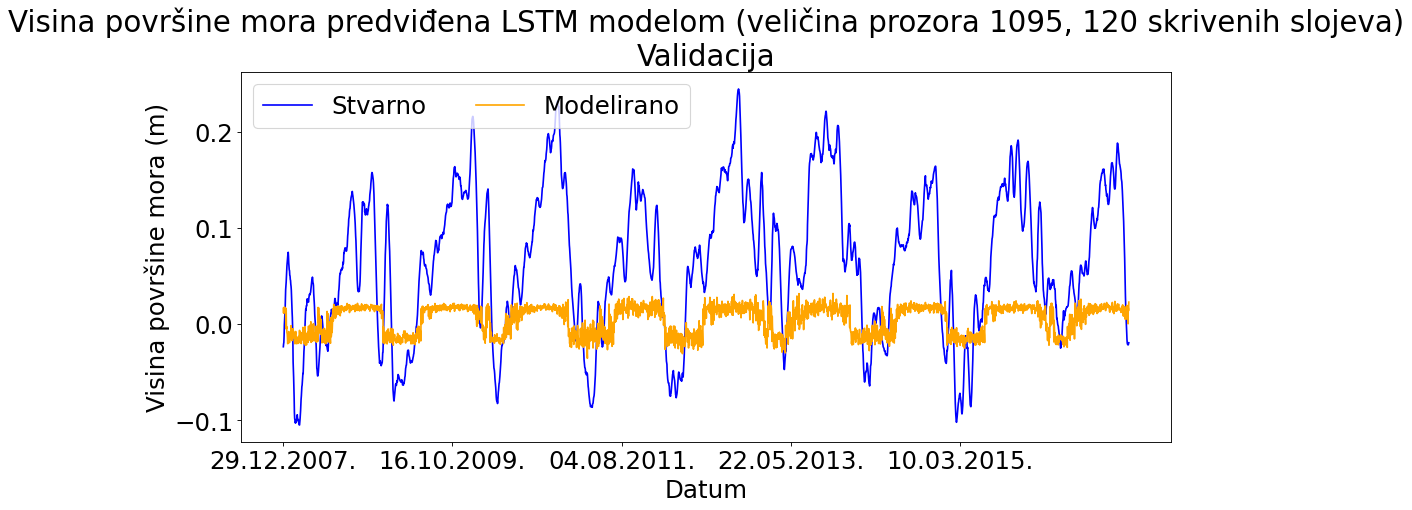 Visina površine mora predviđena LSTM modelom (veličina prozora 1095, 120 skrivenih slojeva)
Validacija
Stvarno
Modelirano
Visina površine mora (m)
0.2
0.1
0.0
−0.1
29.12.2007.
16.10.2009.
04.08.2011.
22.05.2013.
10.03.2015.
Datum